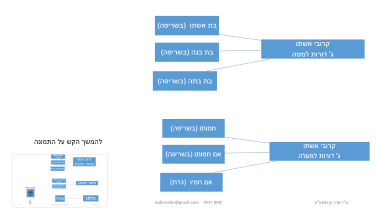 בת אשתו (בשריפה)
קרובי אשתו
ג' דורות למטה
בת בנה (בשריפה)
בת בתה (בשריפה)
חמותו (בשריפה)
קרובי אשתו
ג' דורות למעלה
אם חמותו (בשריפה)
אם חמיו (כרת)
להמשך הקש על התמונה